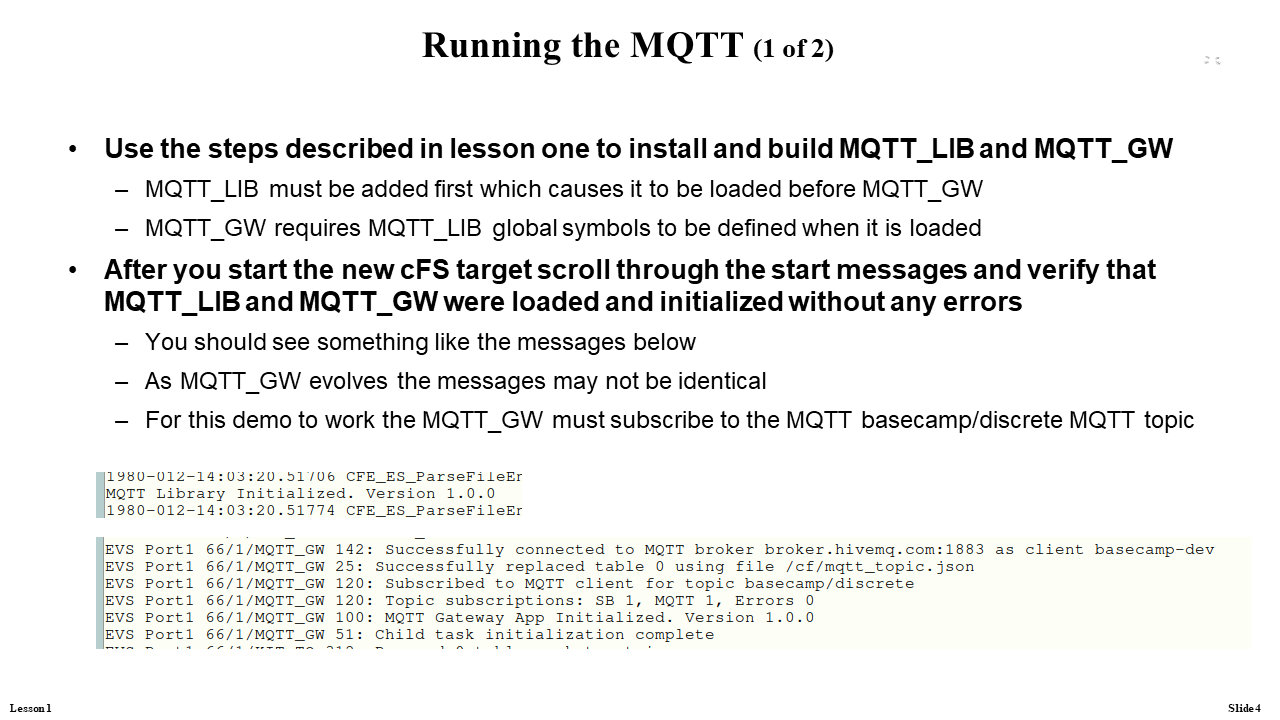 Running the MQTT (1 of 2)
• Use the steps described in lesson one to install and build MQTT_LIB and MQTT_GW
– MQTT_LIB must be added first which causes it to be loaded before MQTT_GW
– MQTT_GW requires MQTT_LIB global symbols to be defined when it is loaded
• After you start the new cFS target scroll through the start messages and verify that
MQTT_LIB and MQTT_GW were loaded and initialized without any errors
– You should see something like the messages below
– As MQTT_GW evolves the messages may not be identical
– For this demo to work the MQTT_GW must subscribe to the MQTT basecamp/discrete MQTT topic
1980-012-14:03:20.51706 CFE_ES_ParseFileEr
MQTT Library Initialized. Version 1.0.0
1980-012-14:03:20.51774 CFE_ES_ParseFileEr
EVS Port1 66/1/MQTT_GW 142: Successfully connected to MQTT broker broker.hivemq.com:1883 as client basecamp-dev
EVS Port1 66/1/MQTT_GW 25: Successfully replaced table 0 using file /cf/mqtt_topic.json
EVS Port1 66/1/MQTT_GW 120: Subscribed to MQTT client for topic basecamp/discrete
EVS Port1 66/1/MQTT_GW 120: Topic subscriptions: SB 1, MQTT 1, Errors 0
EVS Port1 66/1/MQTT_GW 100: MQTT Gateway App Initialized. Version 1.0.0
EVS Port1 66/1/MQTT_GW 51: Child task initialization complete
Lesson 1
Slide 4